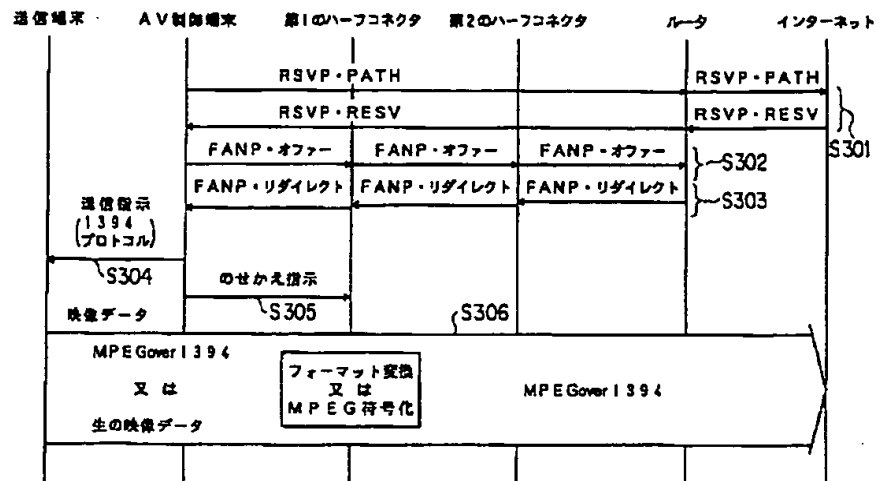 送信端末 AV制御端末 第1のハーフコネクタ 第2のハーフコネクタ ルータ インターネット
RSVP・PATH RSVP・PATH
RSVP・RESV RSVP・RESV
S301
FANP・オファー FANP・オファー FANP・オファー S302
FANP・リダイレクト FANP・リダイレクト FANP・リダイレクト S303
送信指示
(1394
プロトコル)
S304
のせかえ指示
S305
映像データ S306
MPEGover1394
又は
生の映像データ
フォーマット変換
又は
MPEG符号化
MPEGover1394